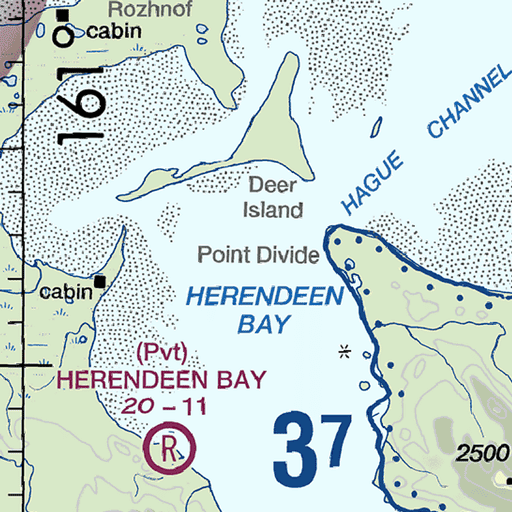 Rozhnof
cabin
161
HAGUE CHANNEL
Deer
Island
Point Divide
cabin
HERENDEEN
BAY
(Pvt)
HERENDEEN BAY
20 - 11
R
37
2500